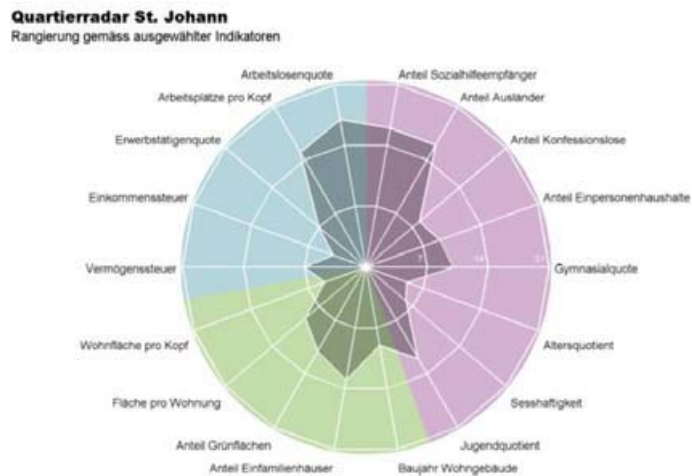 Quartierradar St. Johann
Rangierung gemäss ausgewählter Indikatoren
Arbeitslosenquote
Anteil Sozialhilfeempfänger
Arbeitsplätze pro Kopf
Anteil Ausländer
Erwerbstätigenquote
Anteil Konfessionslose
Einkommenssteuer
Anteil Einpersonenhaushalte
Vermögenssteuer
7
14
21
Gymnasialquote
Wohnfläche pro Kopf
Altersquotient
Fläche pro Wohnung
Sesshaftigkeit
Anteil Grünflächen
Jugendquotient
Anteil Einfamilienhäuser
Baujahr Wohngebäude